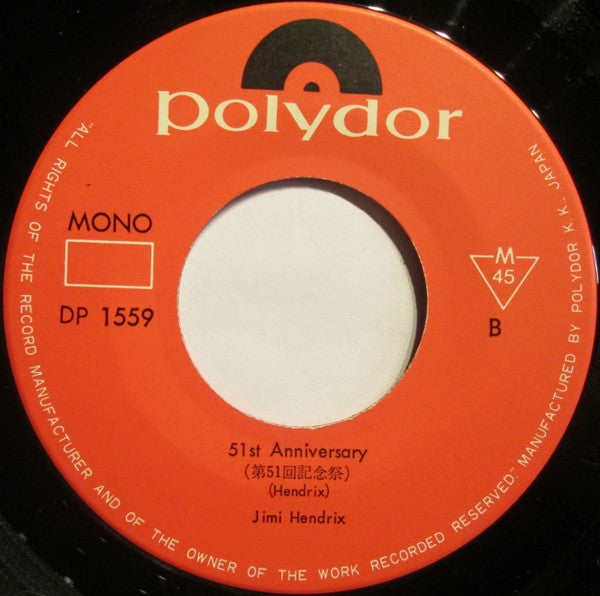 polydor
MONO
DP 1559
M
45
B
51st Anniversary
(第51回記念祭)
(Hendrix)
Jimi Hendrix
"ALL RIGHTS OF THE RECORD MANUFACTURER AND OF THE OWNER OF THE WORK RECORDED RESERVED." MANUFACTURED BY POLYDOR K.K., JAPAN